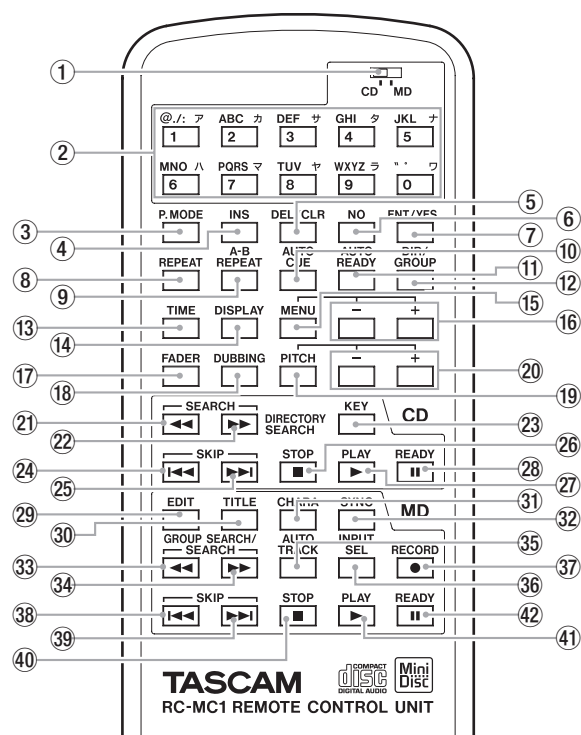 ①
CD MD
②
@./: ア ABC カ DEF サ GHI タ JKL ナ
1 2 3 4 5
MNO ハ PQRS マ TUV ヤ WXYZ ラ ゛゜ ワ
6 7 8 9 0
⑤
③ P.MODE INS DEL/CLR NO ENT/YES ⑥
④ ⑦
⑩
⑧ REPEAT A-B REPEAT AUTO CUE AUTO READY DIR/ GROUP
⑨ ⑪
⑫
⑬ TIME DISPLAY MENU − + ⑮
⑭ ⑯
⑰ FADER DUBBING PITCH − + ⑳
⑱ ⑲
㉑ SEARCH ◀◀ ▶▶ DIRECTORY SEARCH KEY CD
㉒ ㉓
㉖
㉔ SKIP STOP PLAY READY ㉘
㉕ ㉗
㉙ EDIT TITLE CHARA SYNC MD ㉛
㉚ ㉜
㉝ GROUP SEARCH/ SEARCH AUTO TRACK INPUT SEL RECORD ㉟
㉞ ㊲
㊱
㊳ SKIP STOP PLAY READY ㊷
㊴
㊵ ㊶
TASCAM COMPACT disc DIGITAL AUDIO Mini Disc
RC-MC1 REMOTE CONTROL UNIT